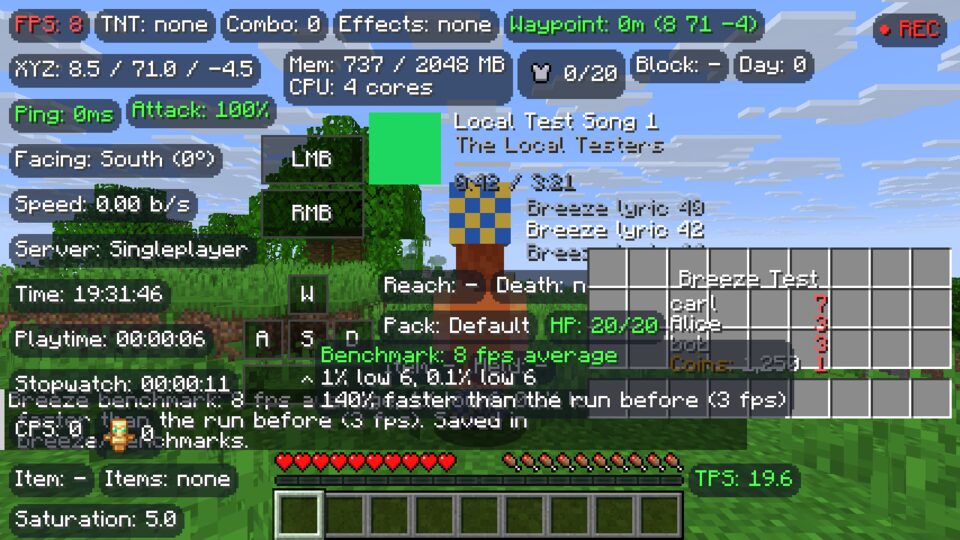 FPS: 8 TNT: none Combo: 0 Effects: none Waypoint: 0m (8 71 -4) REC
XYZ: 8.5 / 71.0 / -4.5
Mem: 737 / 2048 MB
CPU: 4 cores
0/20 Block: - Day: 0
Ping: 0ms Attack: 100%
Local Test Song 1
The Local Testers
0:42 / 3:21
Facing: South (0°)
LMB
Speed: 0.00 b/s
RMB
Breeze lyric 40
Breeze lyric 42
Server: Singleplayer
Reach: - Death:
Breeze Test
Time: 19:31:46
W
carl 7
Alice 3
bob 3
Coins: 1,250 1
Pack: Default HP: 20/20
Playtime: 00:00:06
A S D
Benchmark: 8 fps average
1% low 6, 0.1% low 6
140% faster than the run before (3 fps)
Stopwatch: 00:00:11
Breeze benchmark: 8 fps
faster than the run before (3 fps). Saved in
CPS: 0 0
Item: - Items: none
TPS: 19.6
Saturation: 5.0